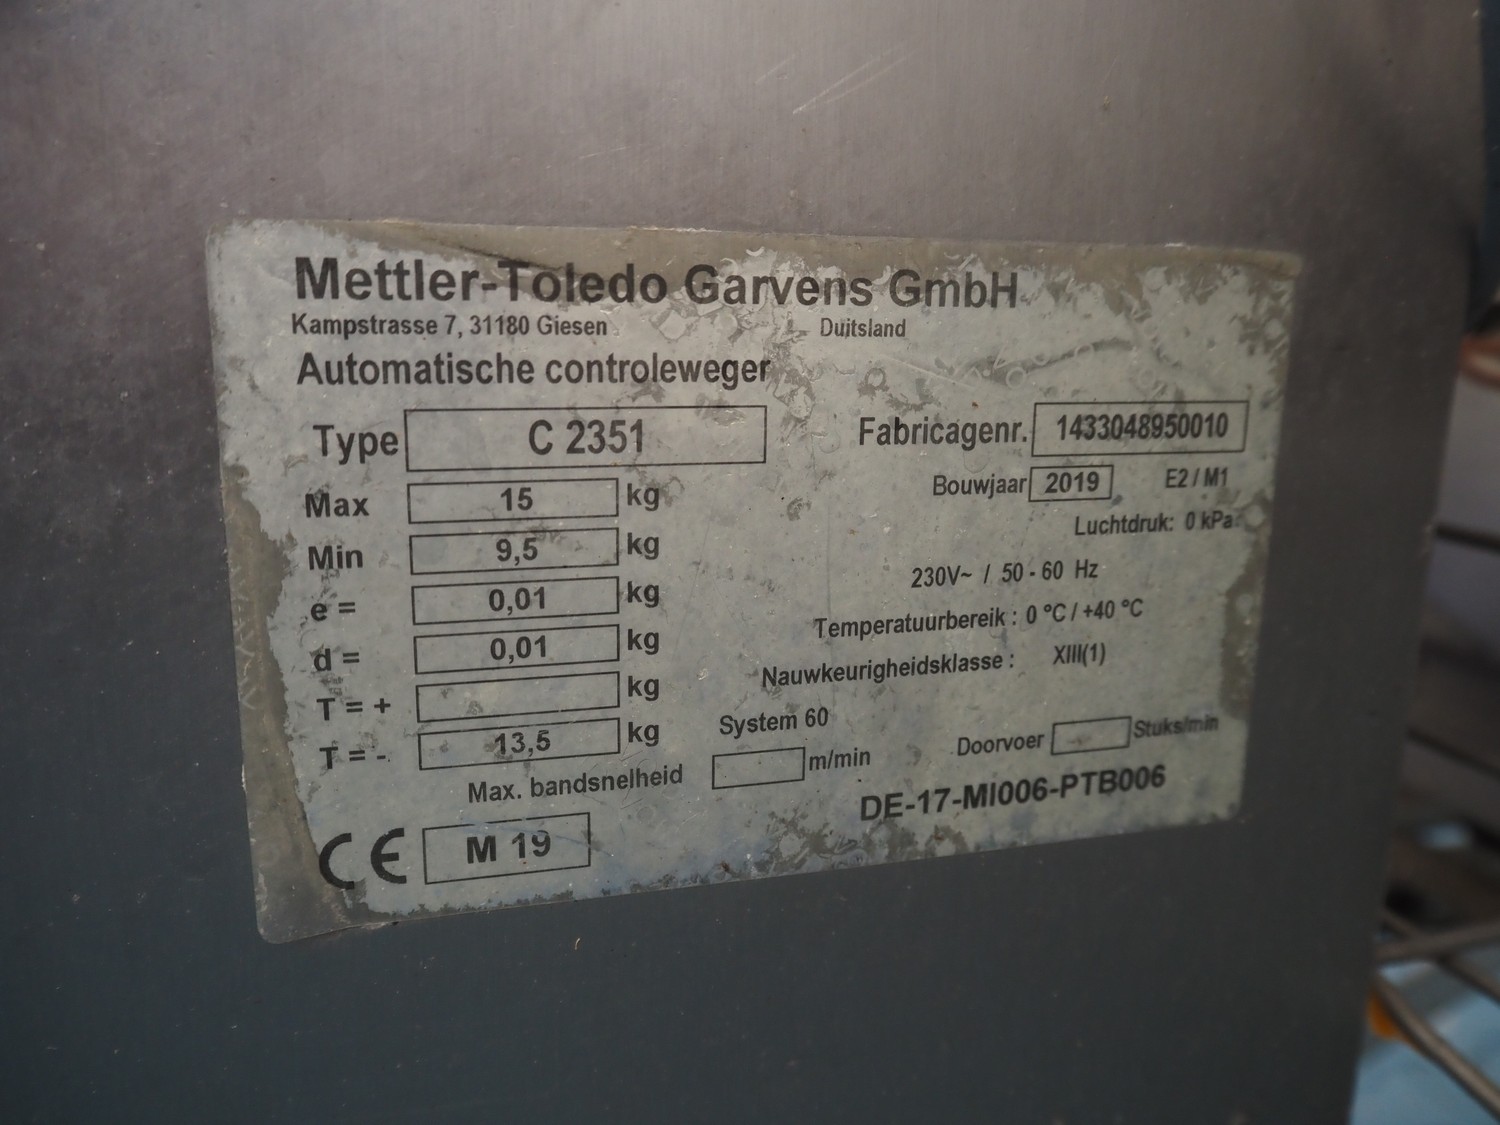 Mettler-Toledo Garvens GmbH
Kampstrasse 7, 31180 Giesen Duitsland
Automatische controleweger
Type C 2351 Fabricagenr. 1433048950010
Max 15 kg Bouwjaar 2019 E2 / M1
Luchtdruk: 0 kPa
Min 9,5 kg
230V~ / 50 - 60 Hz
e = 0,01 kg
Temperatuurbereik : 0 °C / +40 °C
d = 0,01 kg
Nauwkeurigheidsklasse : XIII(1)
T = + kg
T = - 13,5 kg System 60
Max. bandsnelheid m/min Doorvoer Stuks/min
CE M 19 DE-17-MI006-PTB006